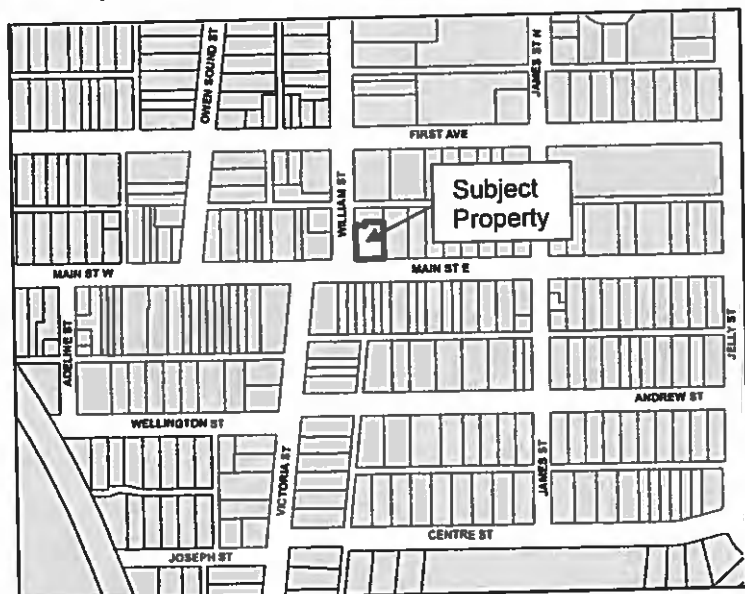 OWEN SOUND ST
JAMES ST N
FIRST AVE
WILLIAM ST
Subject
Property
MAIN ST W
MAIN ST E
ADELINE ST
JELLY ST
ANDREW ST
WELLINGTON ST
VICTORIA ST
JAMES ST
CENTRE ST
JOSEPH ST